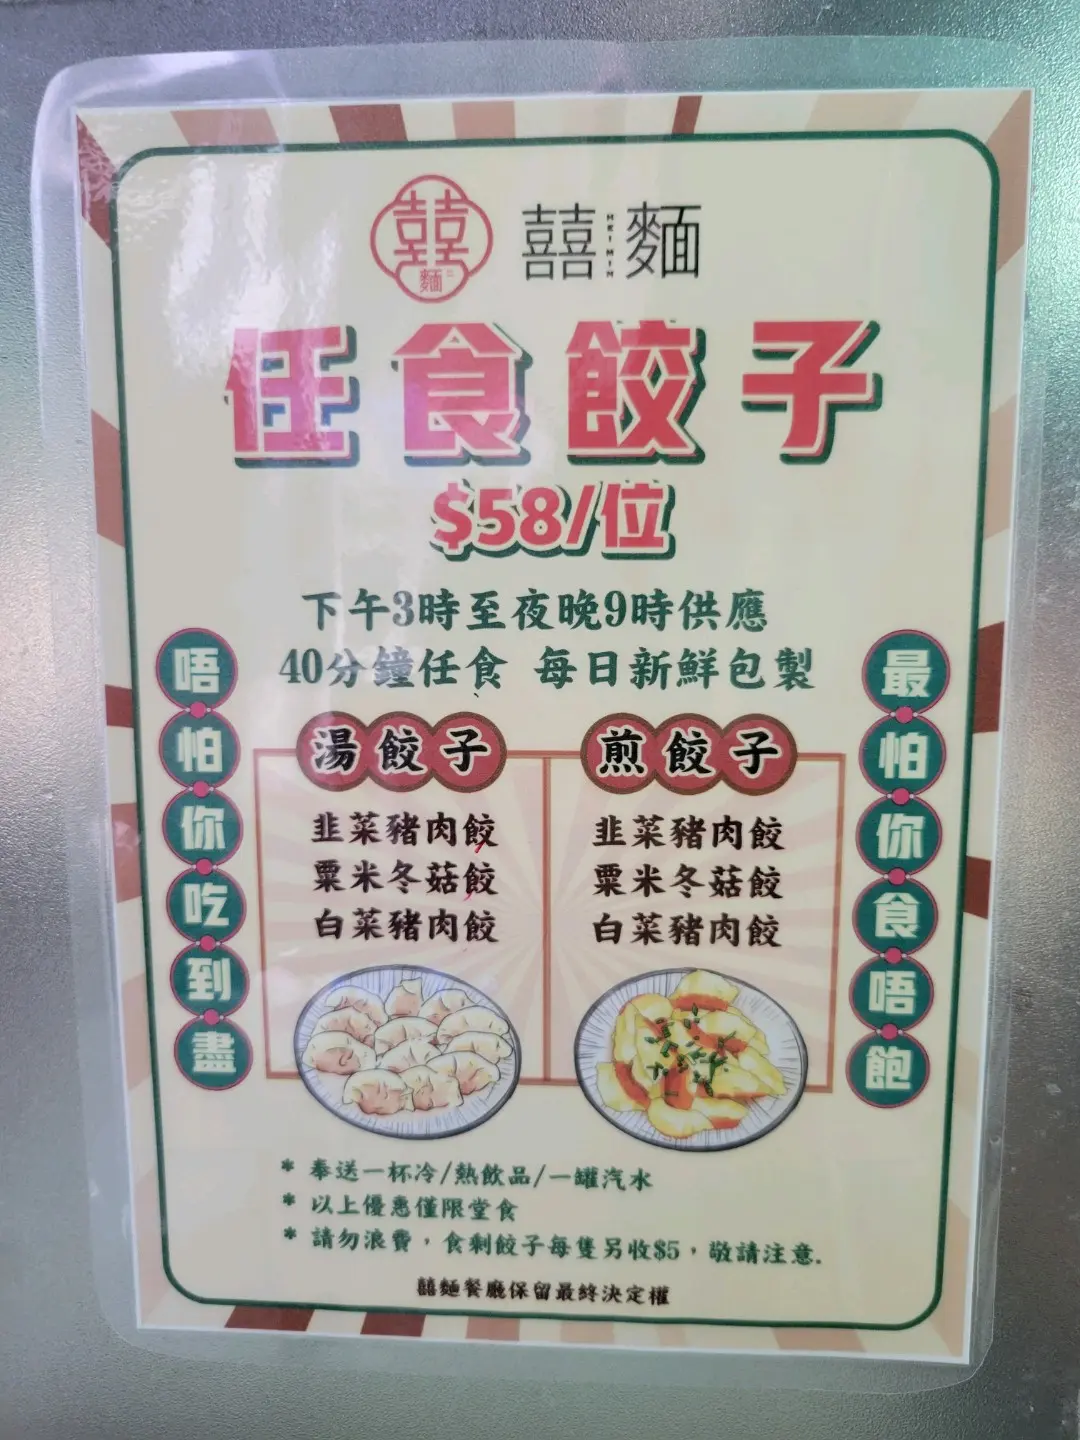 囍麵
囍麵
HEI MIN
任食餃子
$58/位
下午3時至夜晚9時供應
40分鐘任食 每日新鮮包製
唔怕你吃到盡
最怕你食唔飽
湯餃子
韭菜豬肉餃
粟米冬菇餃
白菜豬肉餃
煎餃子
韭菜豬肉餃
粟米冬菇餃
白菜豬肉餃
* 奉送一杯冷/熱飲品/一罐汽水
* 以上優惠僅限堂食
* 請勿浪費，食剩餃子每隻另收$5，敬請注意.
囍麵餐廳保留最終決定權